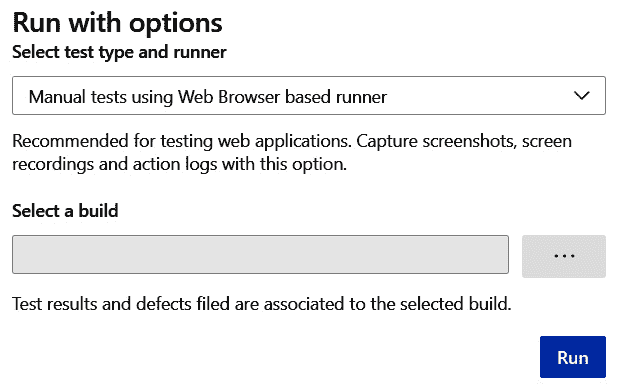 Run with options
Select test type and runner
Manual tests using Web Browser based runner
Recommended for testing web applications. Capture screenshots, screen
recordings and action logs with this option.
Select a build
...
Test results and defects filed are associated to the selected build.
Run